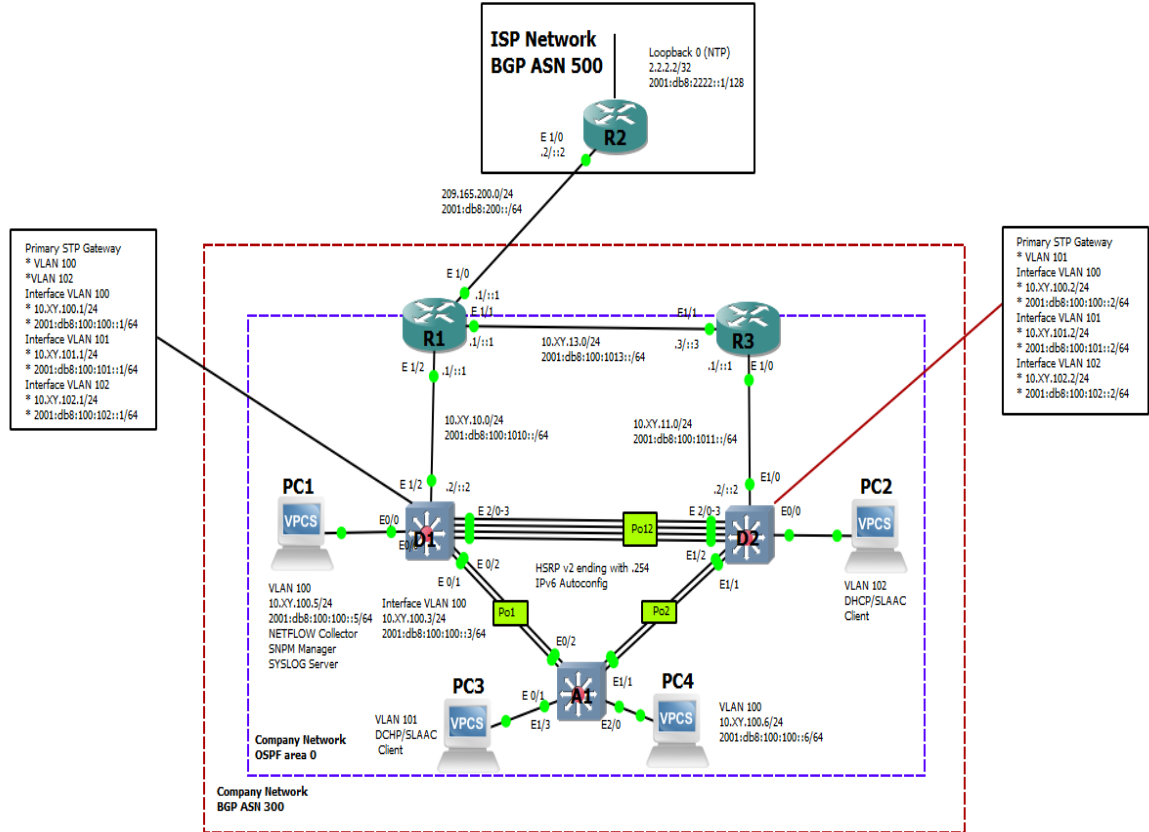 ISP Network
BGP ASN 500
Loopback 0 (NTP)
2.2.2.2/32
2001:db8:2222::1/128
R2
E 1/0
.2/::2
209.165.200.0/24
2001:db8:200::/64
Primary STP Gateway
* VLAN 100
*VLAN 102
Interface VLAN 100
* 10.XY.100.1/24
* 2001:db8:100:100::1/64
Interface VLAN 101
* 10.XY.101.1/24
* 2001:db8:100:101::1/64
Interface VLAN 102
* 10.XY.102.1/24
* 2001:db8:100:102::1/64
Primary STP Gateway
* VLAN 101
Interface VLAN 100
* 10.XY.100.2/24
* 2001:db8:100:100::2/64
Interface VLAN 101
* 10.XY.101.2/24
* 2001:db8:100:101::2/64
Interface VLAN 102
* 10.XY.102.2/24
* 2001:db8:100:102::2/64
E 1/0
.1/::1
R1
E 1/1
.1/::1
E 1/2
.1/::1
10.XY.13.0/24
2001:db8:100:1013::/64
E1/1
.3/::3
R3
.1/::1
E 1/0
10.XY.10.0/24
2001:db8:100:1010::/64
10.XY.11.0/24
2001:db8:100:1011::/64
PC1
VPCS
E0/0
E 1/2
.2/::2
D1
E 2/0-3
Po12
E 2/0-3
E1/0
.2/::2
D2
E0/0
PC2
VPCS
E 0/2
E 0/1
HSRP v2 ending with .254
IPv6 Autoconfig
E1/2
E1/1
VLAN 100
10.XY.100.5/24
2001:db8:100:100::5/64
NETFLOW Collector
SNPM Manager
SYSLOG Server
Interface VLAN 100
10.XY.100.3/24
2001:db8:100:100::3/64
Po1
Po2
VLAN 102
DHCP/SLAAC
Client
E0/2
E 0/1
A1
E1/1
E1/3
E2/0
PC3
VPCS
VLAN 101
DCHP/SLAAC
Client
PC4
VPCS
VLAN 100
10.XY.100.6/24
2001:db8:100:100::6/64
Company Network
OSPF area 0
Company Network
BGP ASN 300